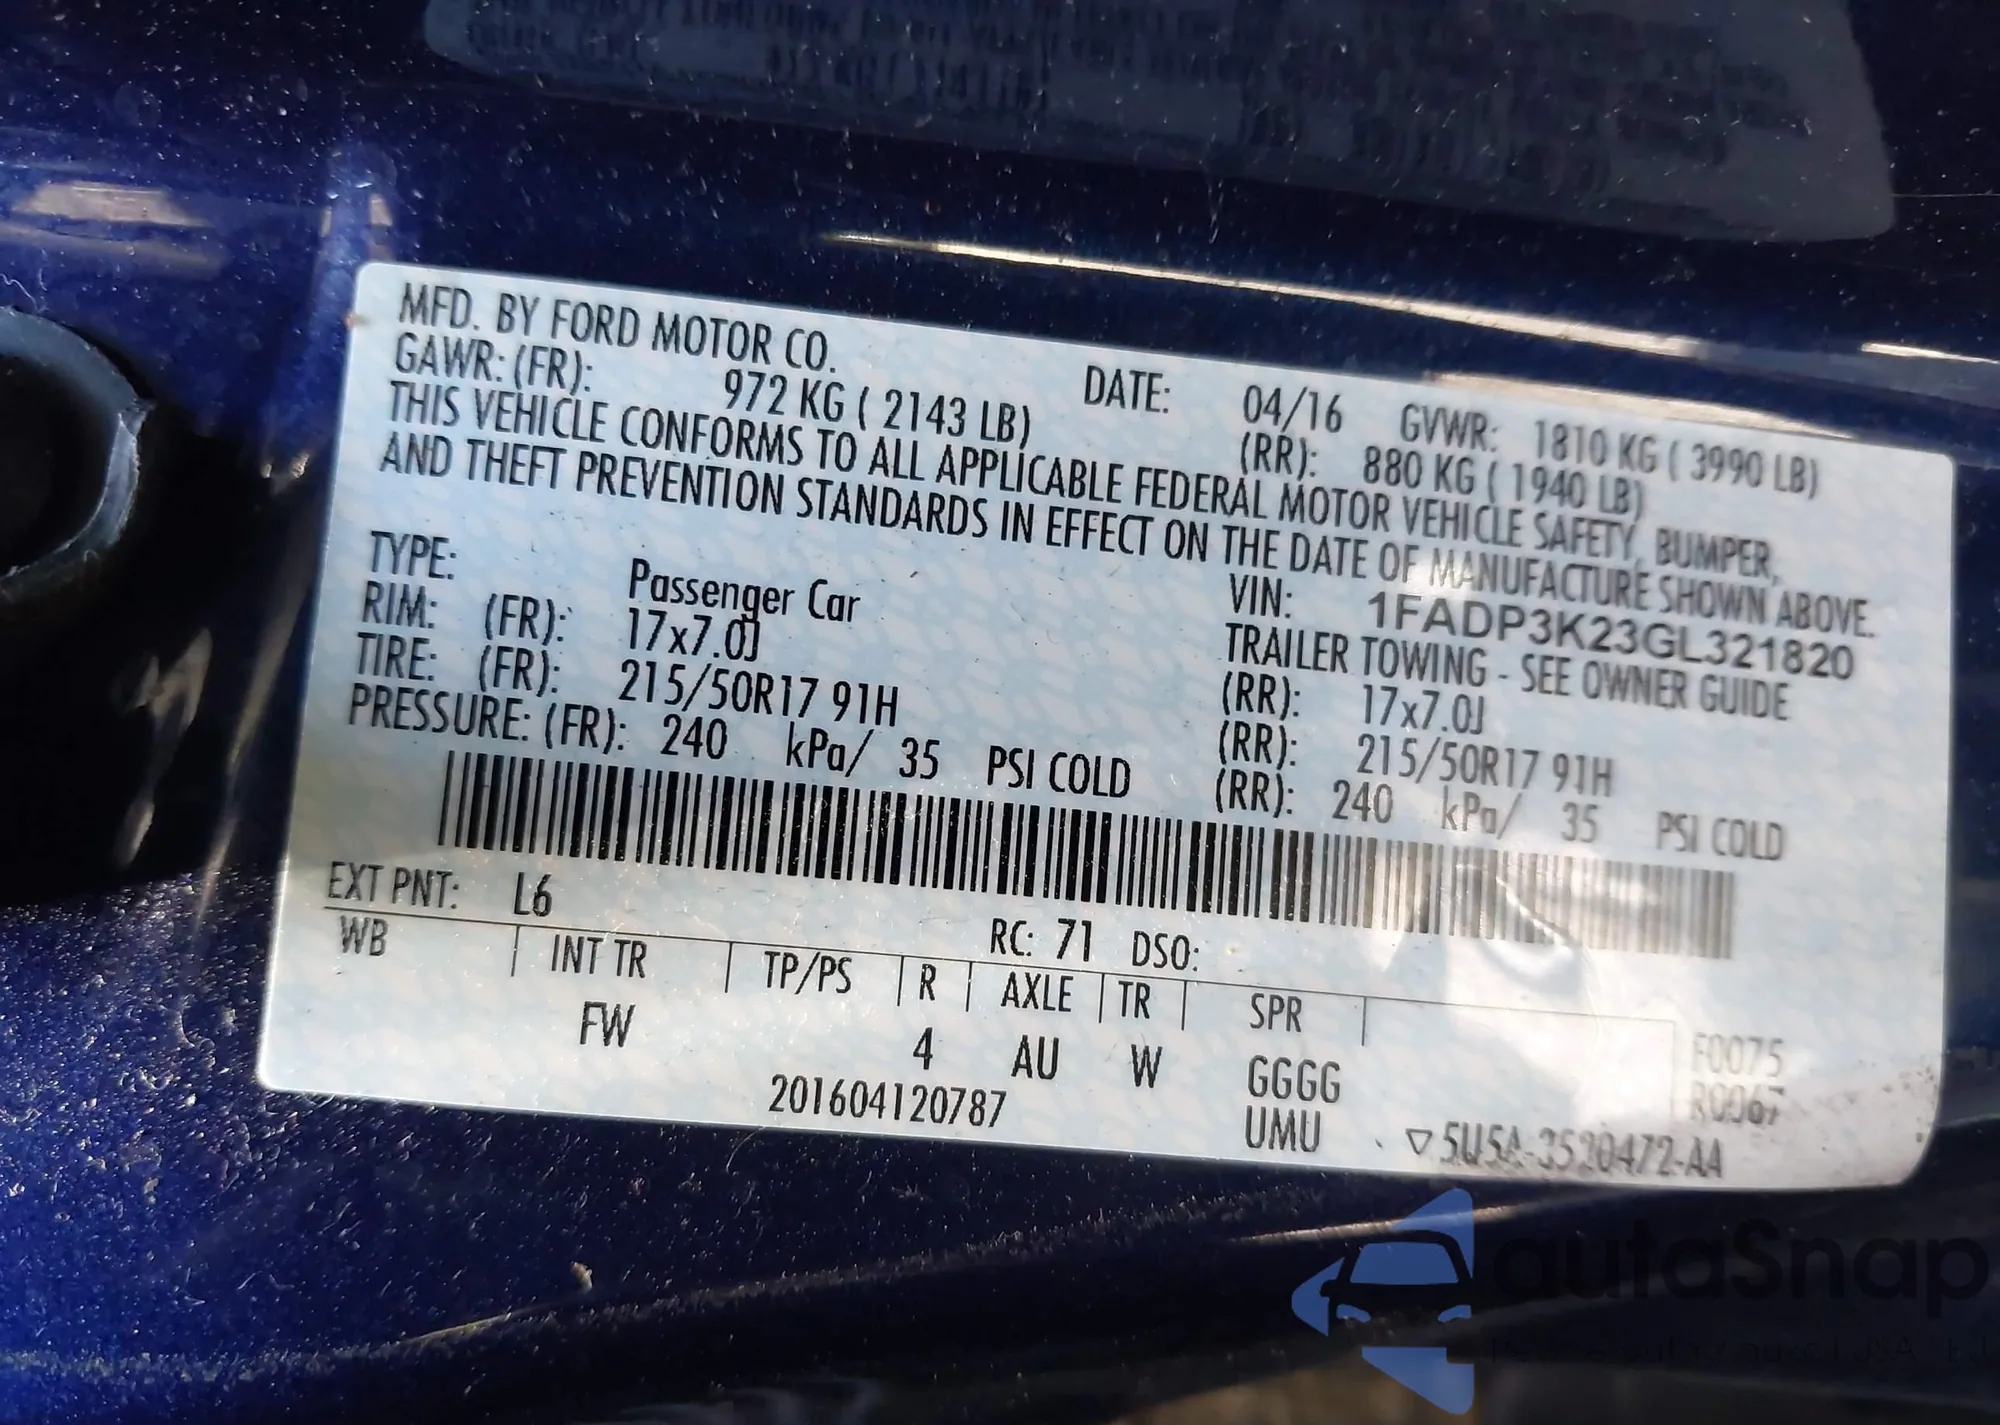 MFD. BY FORD MOTOR CO.
DATE: 04/16 GVWR: 1810 KG ( 3990 LB)
GAWR: (FR): 972 KG ( 2143 LB) (RR): 880 KG ( 1940 LB)
THIS VEHICLE CONFORMS TO ALL APPLICABLE FEDERAL MOTOR VEHICLE SAFETY, BUMPER,
AND THEFT PREVENTION STANDARDS IN EFFECT ON THE DATE OF MANUFACTURE SHOWN ABOVE.
VIN: 1FADP3K23GL321820
TYPE: Passenger Car TRAILER TOWING - SEE OWNER GUIDE
RIM: (FR): 17x7.0J (RR): 17x7.0J
TIRE: (FR): 215/50R17 91H (RR): 215/50R17 91H
PRESSURE: (FR): 240 kPa/ 35 PSI COLD (RR): 240 kPa/ 35 PSI COLD
EXT PNT: L6 RC: 71 DSO:
WB INT TR TP/PS R AXLE TR SPR F0075
FW 4 AU W GGGG R0067
201604120787 UMU ▽5U5A-3520472-AA
autaSnap